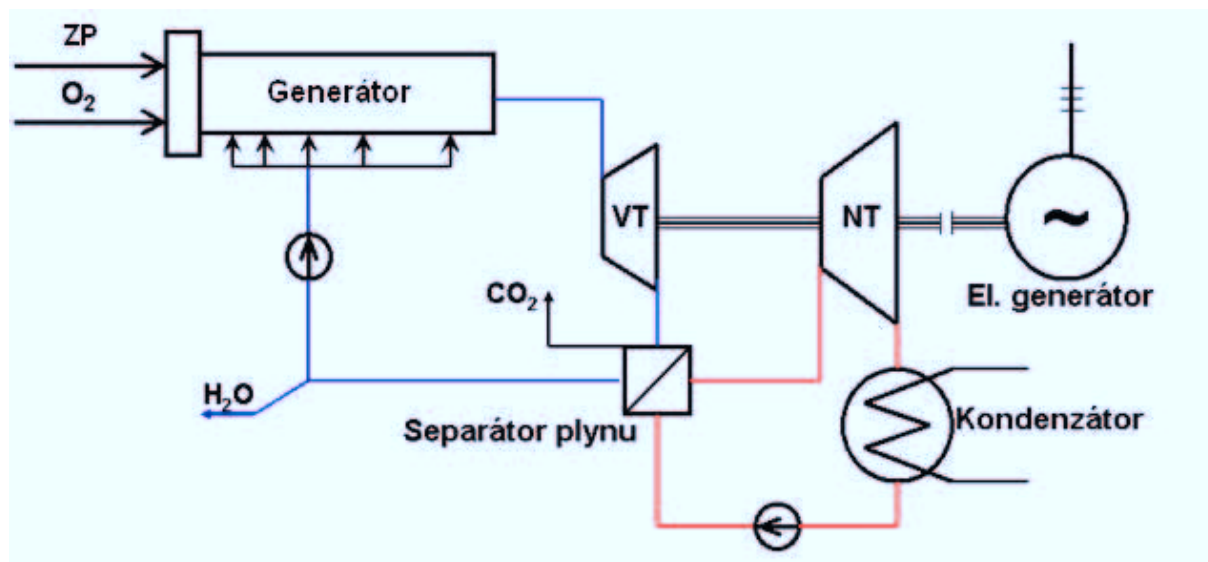 ZP
O₂
Generátor
VT
NT
~
El. generátor
CO₂
H₂O
Separátor plynu
Kondenzátor